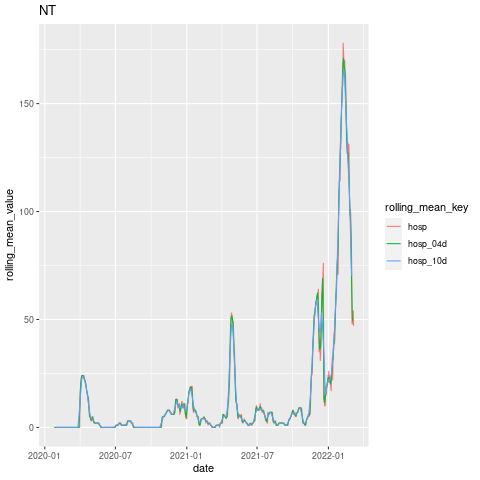 NT
rolling_mean_value
150
100
50
0
2020-01
2020-07
2021-01
2021-07
2022-01
date
rolling_mean_key
hosp
hosp_04d
hosp_10d